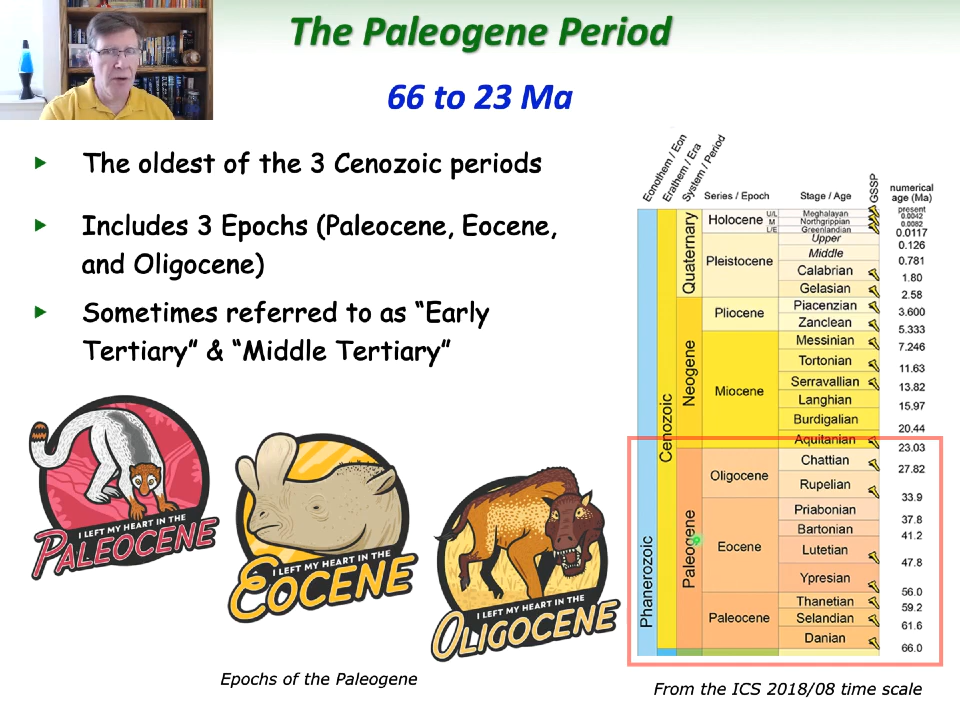 The Paleogene Period
66 to 23 Ma
The oldest of the 3 Cenozoic periods
Includes 3 Epochs (Paleocene, Eocene,
and Oligocene)
Sometimes referred to as “Early
Tertiary” & “Middle Tertiary”
I LEFT MY HEART IN THE
PALEOCENE
I LEFT MY HEART IN THE
EOCENE
I LEFT MY HEART IN THE
OLIGOCENE
Epochs of the Paleogene
Eonothem / Eon
Erathem / Era
System / Period
Series / Epoch
Stage / Age
GSSP
numerical
age (Ma)
Phanerozoic
Cenozoic
Quaternary
Neogene
Paleogene
present
Holocene U/L Meghalayan 0.0042
M Northgrippian 0.0082
L/E Greenlandian 0.0117
Pleistocene
Upper 0.126
Middle 0.781
Calabrian 1.80
Gelasian 2.58
Pliocene
Piacenzian 3.600
Zanclean 5.333
Miocene
Messinian 7.246
Tortonian 11.63
Serravallian 13.82
Langhian 15.97
Burdigalian 20.44
Aquitanian 23.03
Oligocene
Chattian 27.82
Rupelian 33.9
Eocene
Priabonian 37.8
Bartonian 41.2
Lutetian 47.8
Ypresian 56.0
Paleocene
Thanetian 59.2
Selandian 61.6
Danian 66.0
From the ICS 2018/08 time scale